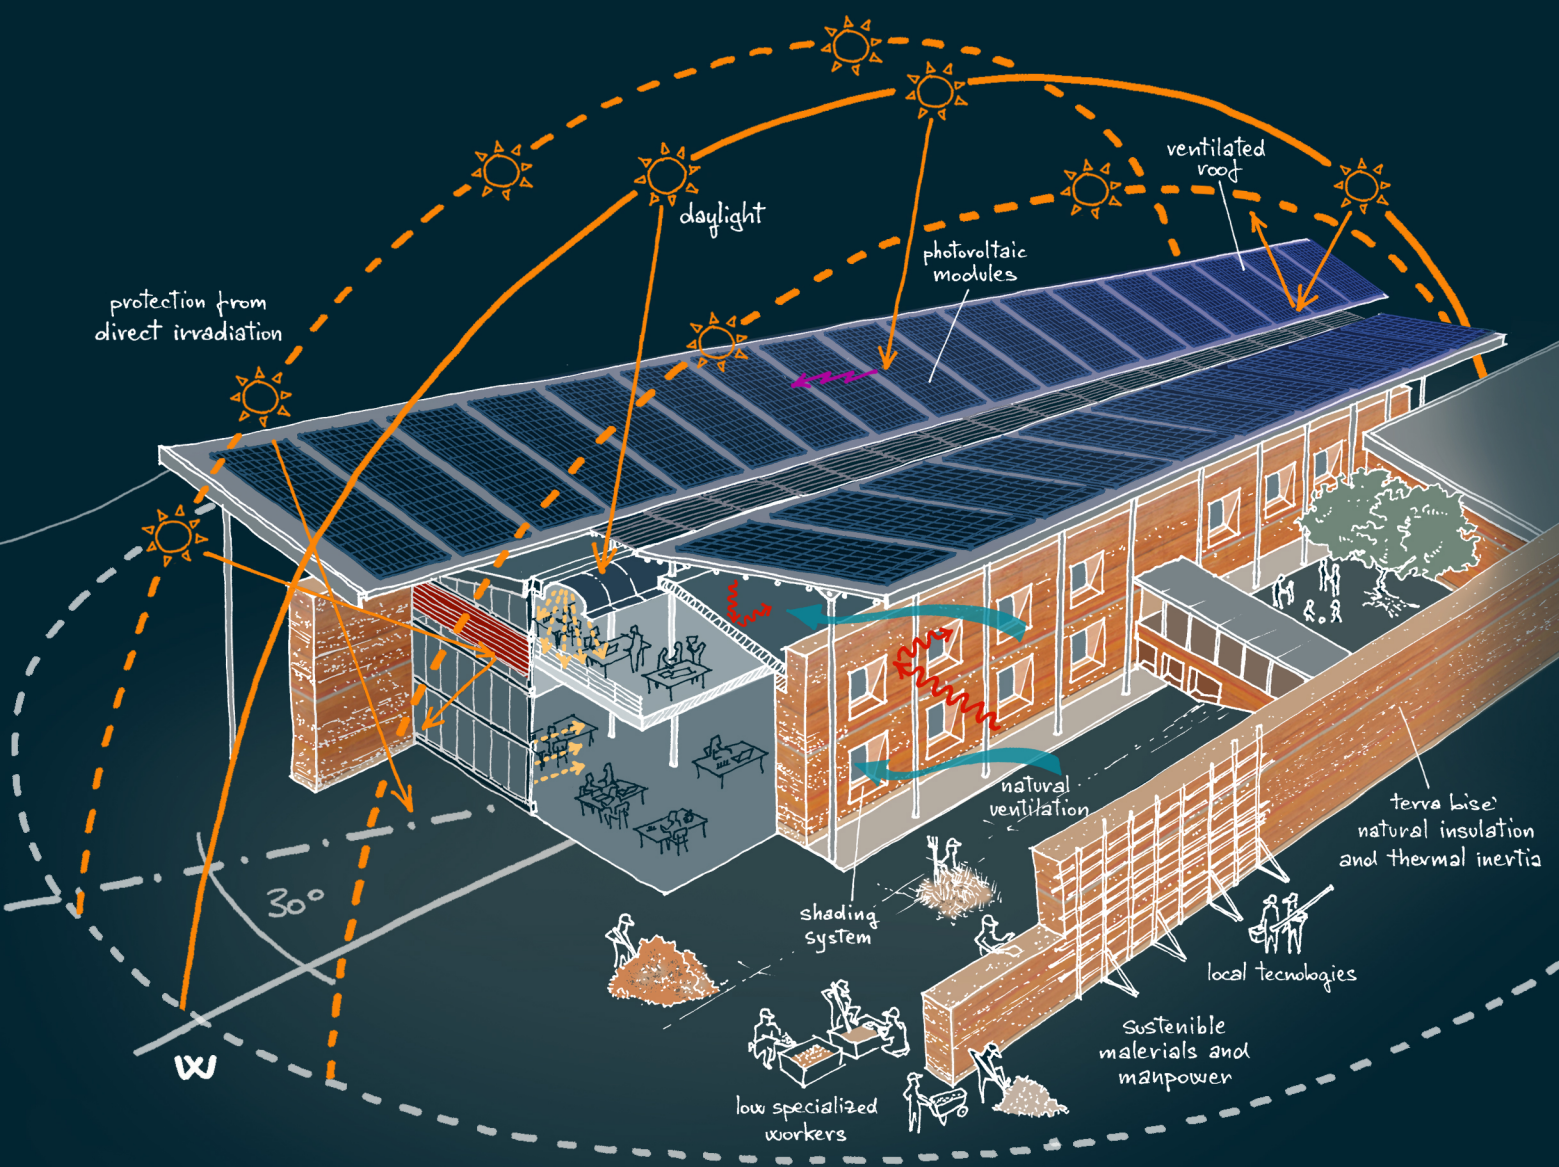 ventilated
roof
daylight
photovoltaic
modules
protection from
direct irradiation
natural
ventilation
terra bise'
natural insulation
and thermal inertia
30°
shading
system
local tecnologies
sustenible
malerials and
manpower
W
low specialized
workers